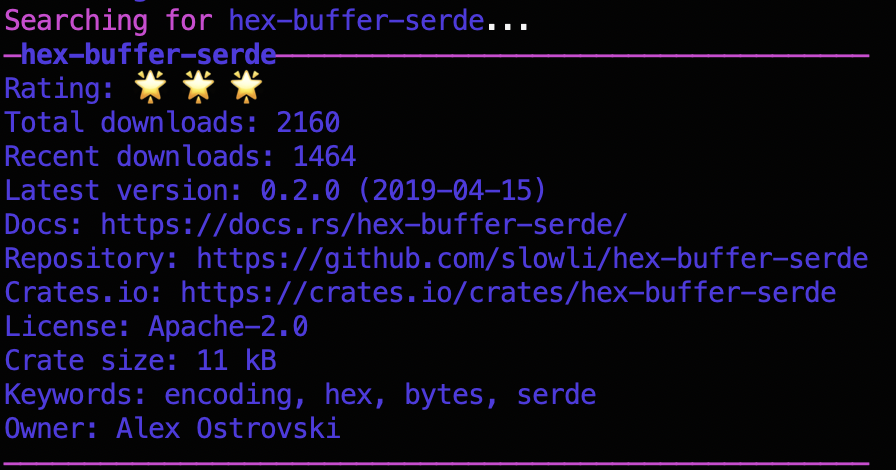 Searching for hex-buffer-serde...
hex-buffer-serde
Rating: 🌟 🌟 🌟
Total downloads: 2160
Recent downloads: 1464
Latest version: 0.2.0 (2019-04-15)
Docs: https://docs.rs/hex-buffer-serde/
Repository: https://github.com/slowli/hex-buffer-serde
Crates.io: https://crates.io/crates/hex-buffer-serde
License: Apache-2.0
Crate size: 11 kB
Keywords: encoding, hex, bytes, serde
Owner: Alex Ostrovski